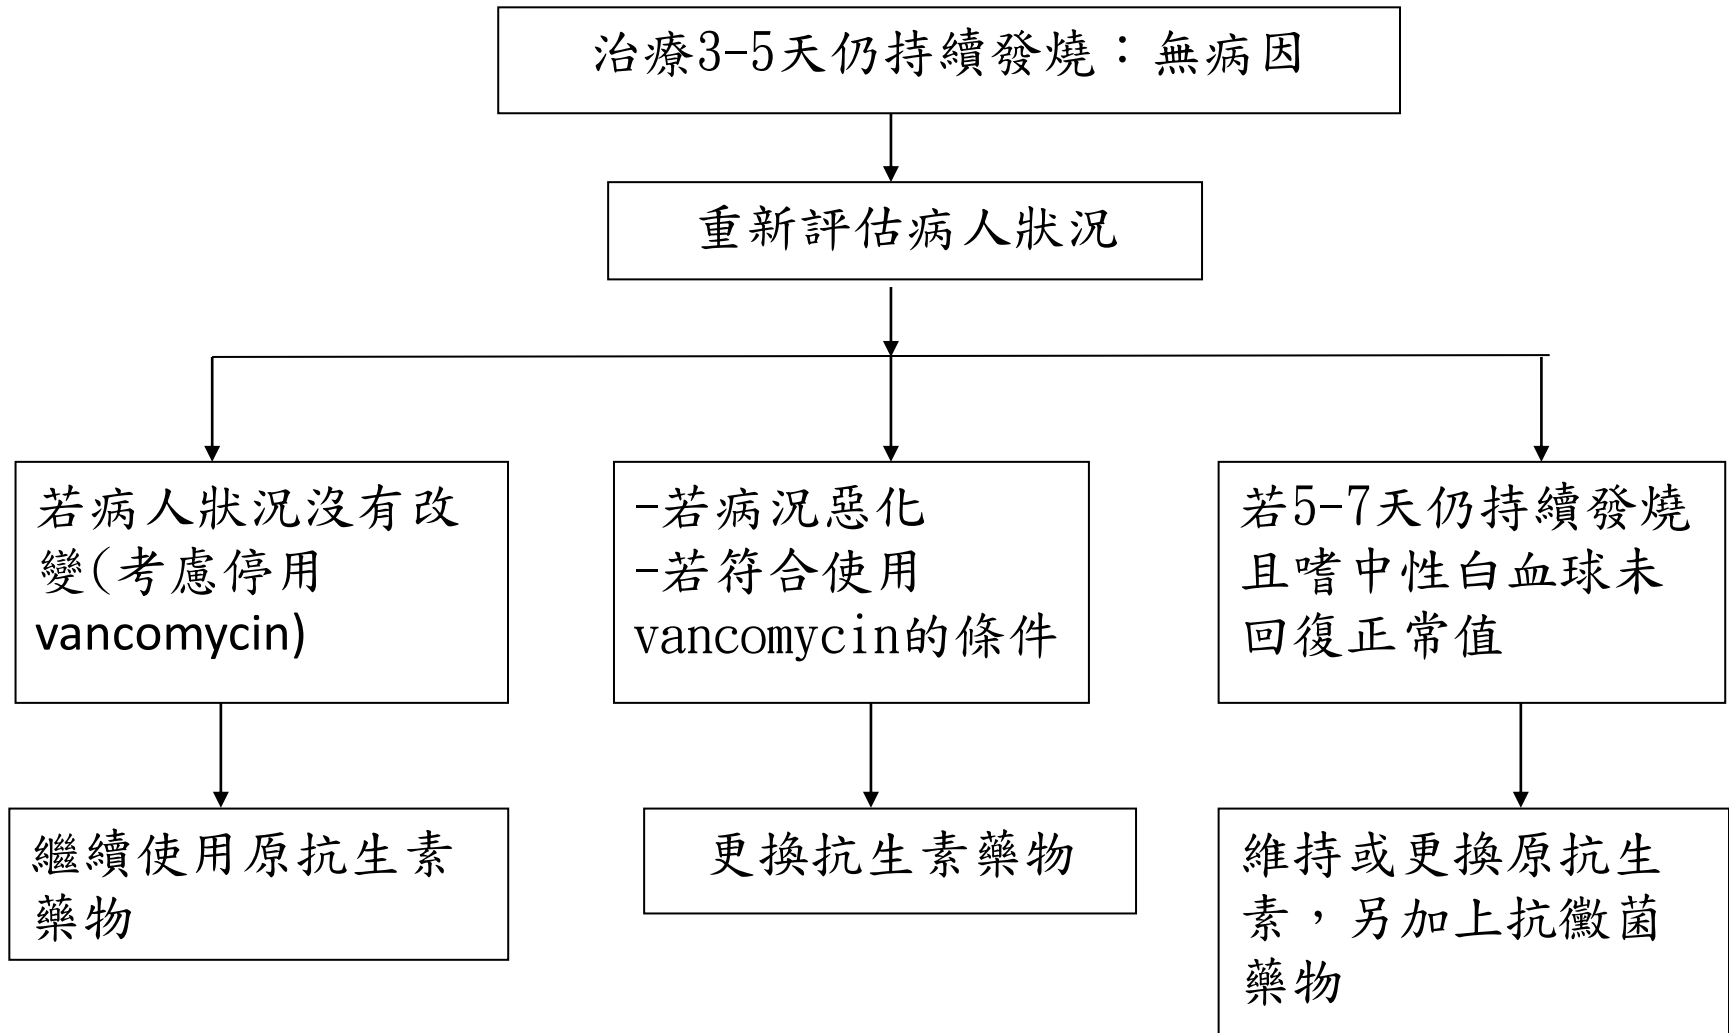 治療3-5天仍持續發燒：無病因
重新評估病人狀況
若病人狀況沒有改
變(考慮停用
vancomycin)
-若病況惡化
-若符合使用
vancomycin的條件
若5-7天仍持續發燒
且嗜中性白血球未
回復正常值
繼續使用原抗生素
藥物
更換抗生素藥物
維持或更換原抗生
素，另加上抗黴菌
藥物